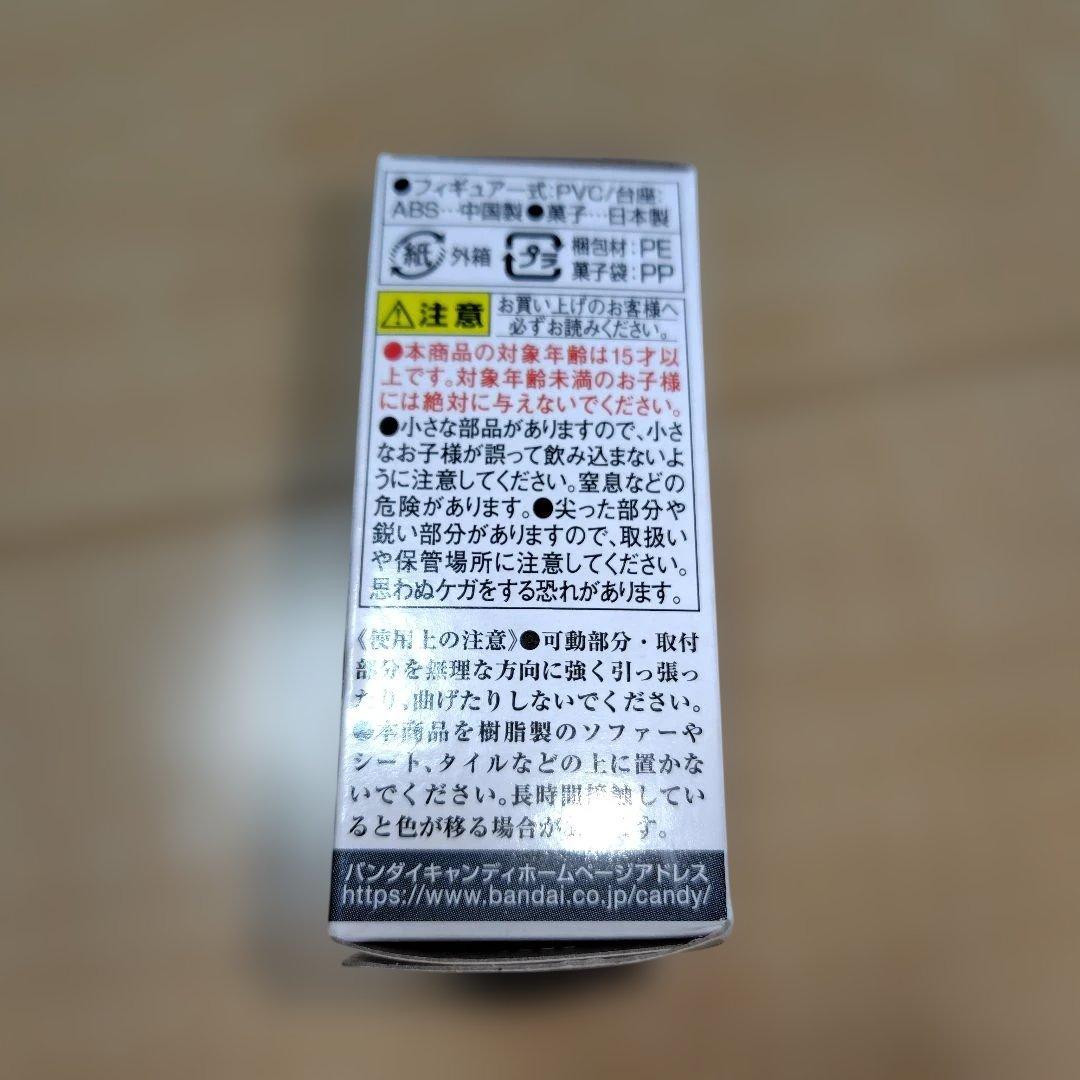 ●フィギュア一式:PVC/台座:
ABS…中国製●菓子…日本製
紙 外箱 プラ 梱包材:PE
菓子袋:PP
⚠注意 お買い上げのお客様へ
必ずお読みください。
●本商品の対象年齢は15才以
上です。対象年齢未満のお子様
には絶対に与えないでください。
●小さな部品がありますので、小さ
なお子様が誤って飲み込まないよ
うに注意してください。窒息などの
危険があります。●尖った部分や
鋭い部分がありますので、取扱い
や保管場所に注意してください。
思わぬケガをする恐れがあります。
《使用上の注意》●可動部分・取付
部分を無理な方向に強く引っ張っ
たり、曲げたりしないでください。
●本商品を樹脂製のソファーや
シート、タイルなどの上に置かな
いでください。長時間接触してい
ると色が移る場合があります。
バンダイキャンディホームページアドレス
https://www.bandai.co.jp/candy/